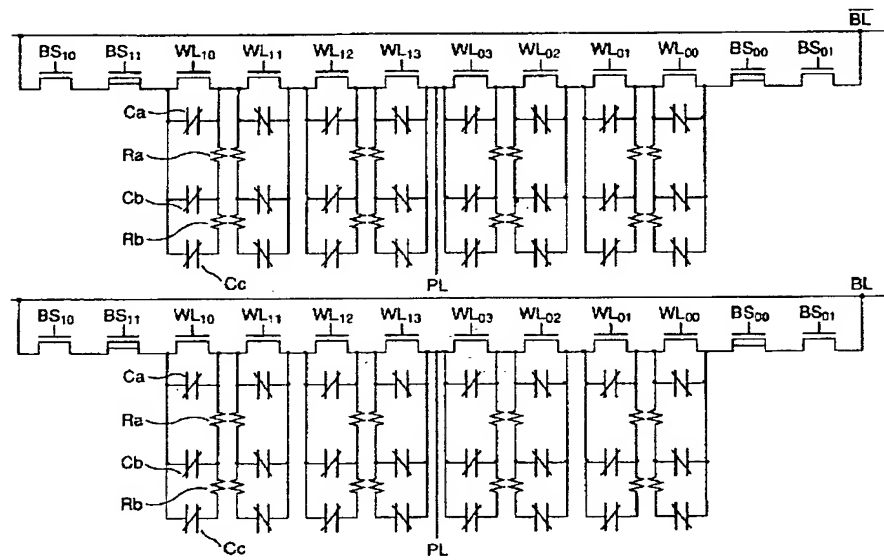 B̅L̅
BS₁₀ BS₁₁ WL₁₀ WL₁₁ WL₁₂ WL₁₃ WL₀₃ WL₀₂ WL₀₁ WL₀₀ BS₀₀ BS₀₁
Ca
Ra
Cb
Rb
Cc
PL
BL
BS₁₀ BS₁₁ WL₁₀ WL₁₁ WL₁₂ WL₁₃ WL₀₃ WL₀₂ WL₀₁ WL₀₀ BS₀₀ BS₀₁
Ca
Ra
Cb
Rb
Cc
PL